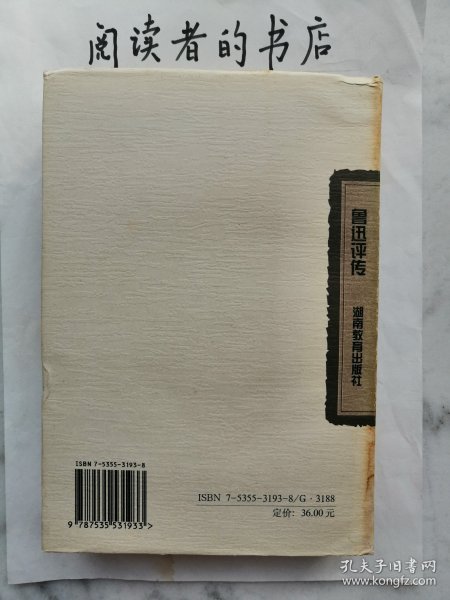 阅读者的书店
鲁迅评传
湖南教育出版社
ISBN 7-5355-3193-8
9 787535 531933 >
ISBN 7-5355-3193-8/G·3188
定价：36.00元
孔夫子旧书网
www.kongfz.com